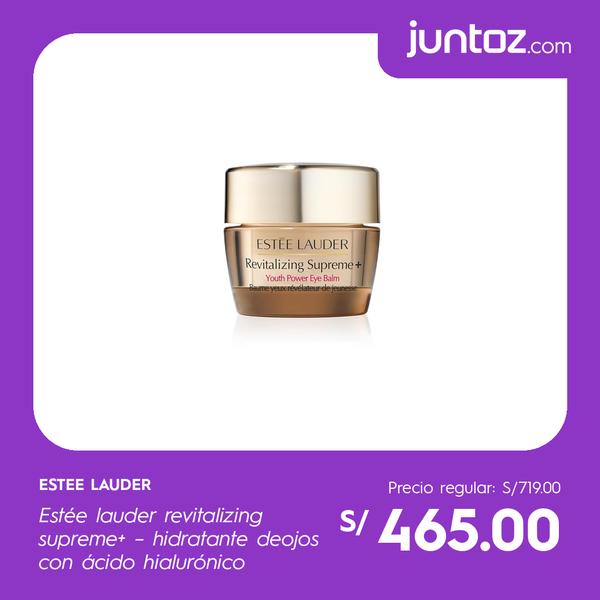 juntoz.com
ESTĒE LAUDER
Revitalizing Supreme+
Youth Power Eye Balm
Baume yeux révélateur de jeunesse
ESTEE LAUDER
Estée lauder revitalizing
supreme+ - hidratante deojos
con ácido hialurónico
Precio regular: S/719.00
S/ 465.00